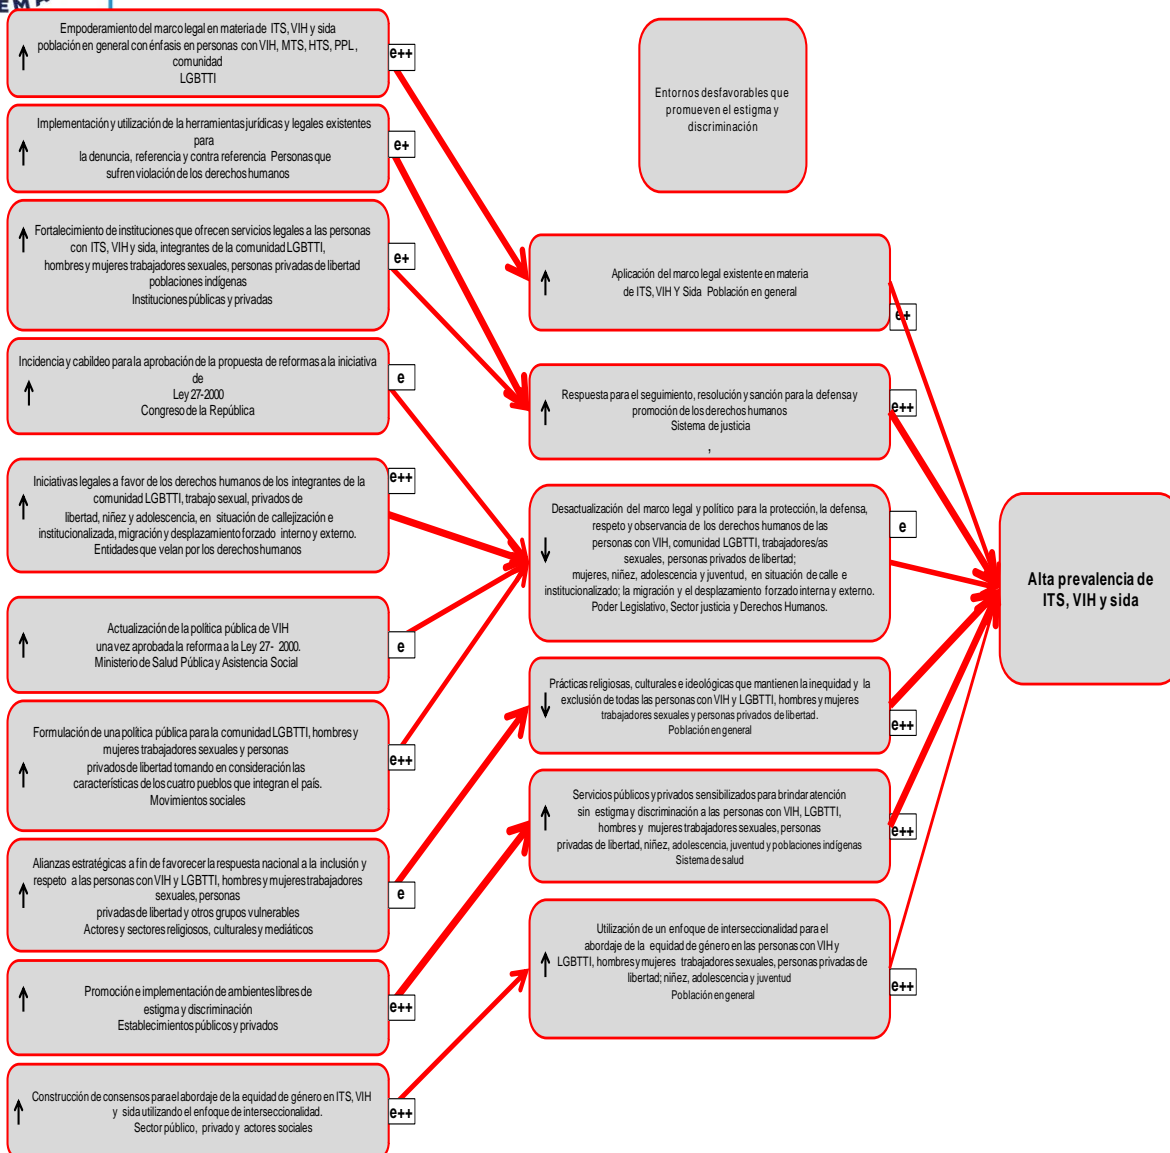 Empoderamiento del marco legal en materia de ITS, VIH y sida
población en general con énfasis en personas con VIH, MTS, HTS, PPL ,
comunidad
LGBTTI
e++
Implementación y utilización de la herramientas jurídicas y legales existentes
para
la denuncia, referencia y contra referencia Personas que
sufren violación de los derechos humanos
e+
Fortalecimiento de instituciones que ofrecen servicios legales a las personas
con ITS, VIH y sida, integrantes de la comunidad LGBTTI,
hombres y mujeres trabajadores sexuales, personas privadas de libertad
poblaciones indígenas
Instituciones públicas y privadas
e+
Incidencia y cabildeo para la aprobación de la propuesta de reformas a la iniciativa
de
Ley 27-2000
Congreso de la República
e
Iniciativas legales a favor de los derechos humanos de los integrantes de la
comunidad LGBTTI, trabajo sexual, privados de
libertad, niñez y adolescencia, en situación de callejización e
institucionalizada, migración y desplazamiento forzado interno y externo.
Entidades que velan por los derechos humanos
e++
Actualización de la política pública de VIH
una vez aprobada la reforma a la Ley 27- 2000.
Ministerio de Salud Pública y Asistencia Social
e
Formulación de una política pública para la comunidad LGBTTI, hombres y
mujeres trabajadores sexuales y personas
privados de libertad tomando en consideración las
características de los cuatro pueblos que integran el país.
Movimientos sociales
e++
Alianzas estratégicas a fin de favorecer la respuesta nacional a la inclusión y
respeto a las personas con VIH y LGBTTI, hombres y mujeres trabajadores
sexuales, personas
privadas de libertad y otros grupos vulnerables
Actores y sectores religiosos, culturales y mediáticos
e
Promoción e implementación de ambientes libres de
estigma y discriminación
Establecimientos públicos y privados
e++
Construcción de consensos para el abordaje de la equidad de género en ITS, VIH
y sida utilizando el enfoque de interseccionalidad.
Sector público, privado y actores sociales
e++
Entornos desfavorables que
promueven el estigma y
discriminación
Aplicación del marco legal existente en materia
de ITS, VIH Y Sida Población en general
e+
Respuesta para el seguimiento, resolución y sanción para la defensa y
promoción de los derechos humanos
Sistema de justicia
,
e++
Desactualización del marco legal y político para la protección, la defensa,
respeto y observancia de los derechos humanos de las
personas con VIH, comunidad LGBTTI, trabajadores/as
sexuales, personas privados de libertad;
mujeres, niñez, adolescencia y juventud, en situación de calle e
institucionalizado; la migración y el desplazamiento forzado interna y externo.
Poder Legislativo, Sector justicia y Derechos Humanos.
e
Prácticas religiosas, culturales e ideológicas que mantienen la inequidad y la
exclusión de todas las personas con VIH y LGBTTI, hombres y mujeres
trabajadores sexuales y personas privados de libertad.
Población en general
e++
Servicios públicos y privados sensibilizados para brindar atención
sin estigma y discriminación a las personas con VIH, LGBTTI,
hombres y mujeres trabajadores sexuales, personas
privadas de libertad, niñez, adolescencia, juventud y poblaciones indígenas
Sistema de salud
e++
Utilización de un enfoque de interseccionalidad para el
abordaje de la equidad de género en las personas con VIH y
LGBTTI, hombres y mujeres trabajadores sexuales, personas privadas de
libertad; niñez, adolescencia y juventud
Población en general
e++
Alta prevalencia de
ITS, VIH y sida